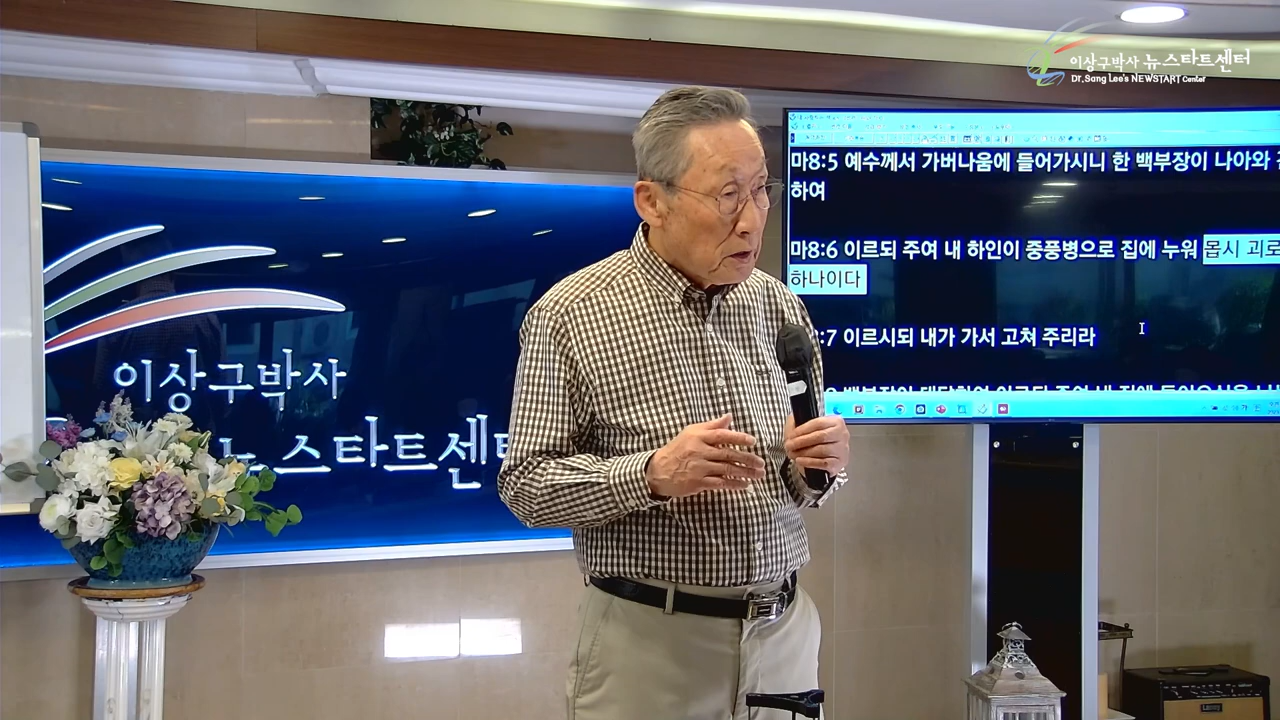 이상구박사 뉴스타트센터
Dr. Sang Lee's NEWSTART Center
마8:5 예수께서 가버나움에 들어가시니 한 백부장이 나아와
하여
마8:6 이르되 주여 내 하인이 중풍병으로 집에 누워 몹시 괴로
하나이다
:7 이르시되 내가 가서 고쳐 주리라
이상구박사
뉴스타트센
Laney